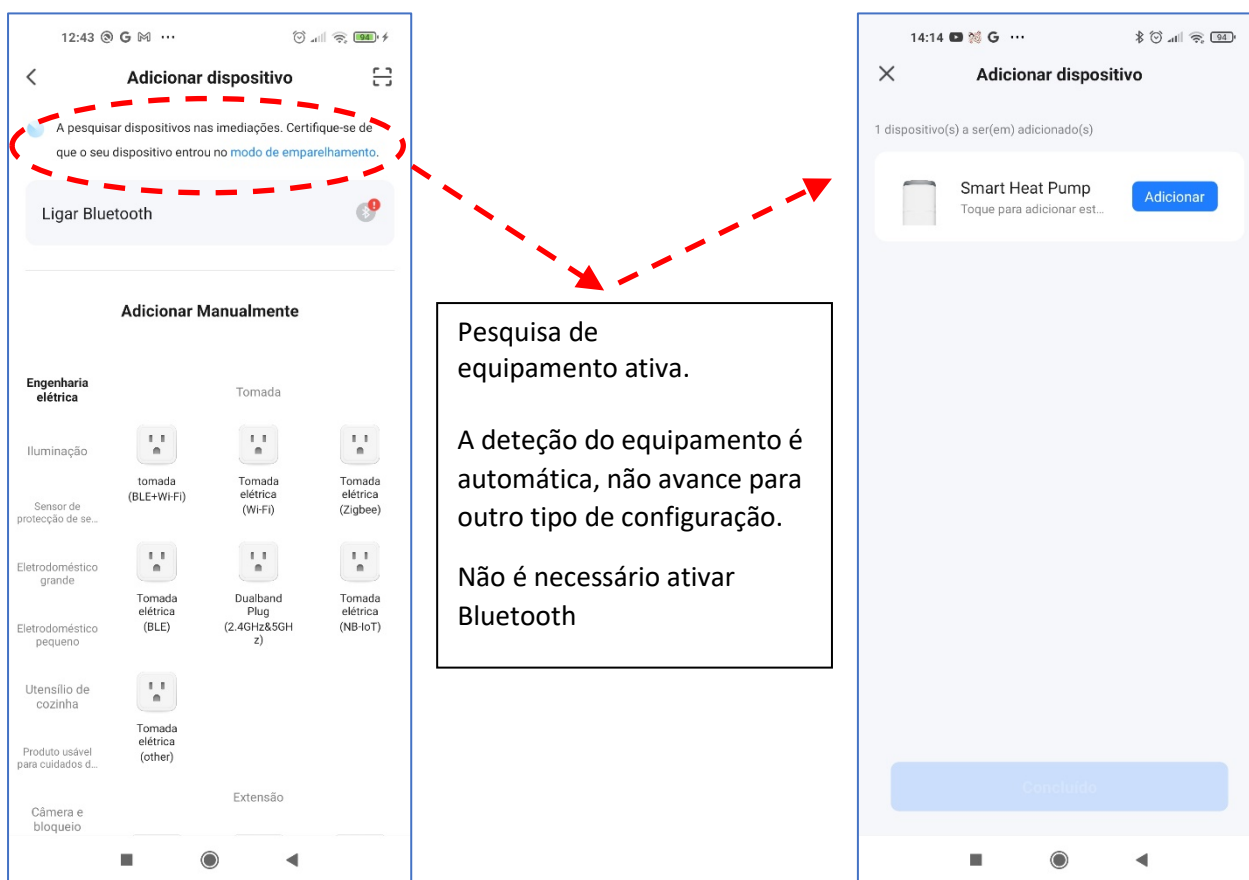 12:43 G ...
94
Adicionar dispositivo
A pesquisar dispositivos nas imediações. Certifique-se de
que o seu dispositivo entrou no modo de emparelhamento.
Ligar Bluetooth
Adicionar Manualmente
Engenharia
elétrica
Tomada
Iluminação
tomada
(BLE+Wi-Fi)
Tomada
elétrica
(Wi-Fi)
Tomada
elétrica
(Zigbee)
Sensor de
protecção de se...
Eletrodoméstico
grande
Tomada
elétrica
(BLE)
Dualband
Plug
(2.4GHz&5GH
z)
Tomada
elétrica
(NB-IoT)
Eletrodoméstico
pequeno
Utensílio de
cozinha
Tomada
elétrica
(other)
Produto usável
para cuidados d...
Extensão
Câmera e
bloqueio
Pesquisa de
equipamento ativa.
A deteção do equipamento é
automática, não avance para
outro tipo de configuração.
Não é necessário ativar
Bluetooth
14:14 G ...
94
Adicionar dispositivo
1 dispositivo(s) a ser(em) adicionado(s)
Smart Heat Pump
Toque para adicionar est...
Adicionar
Concluído